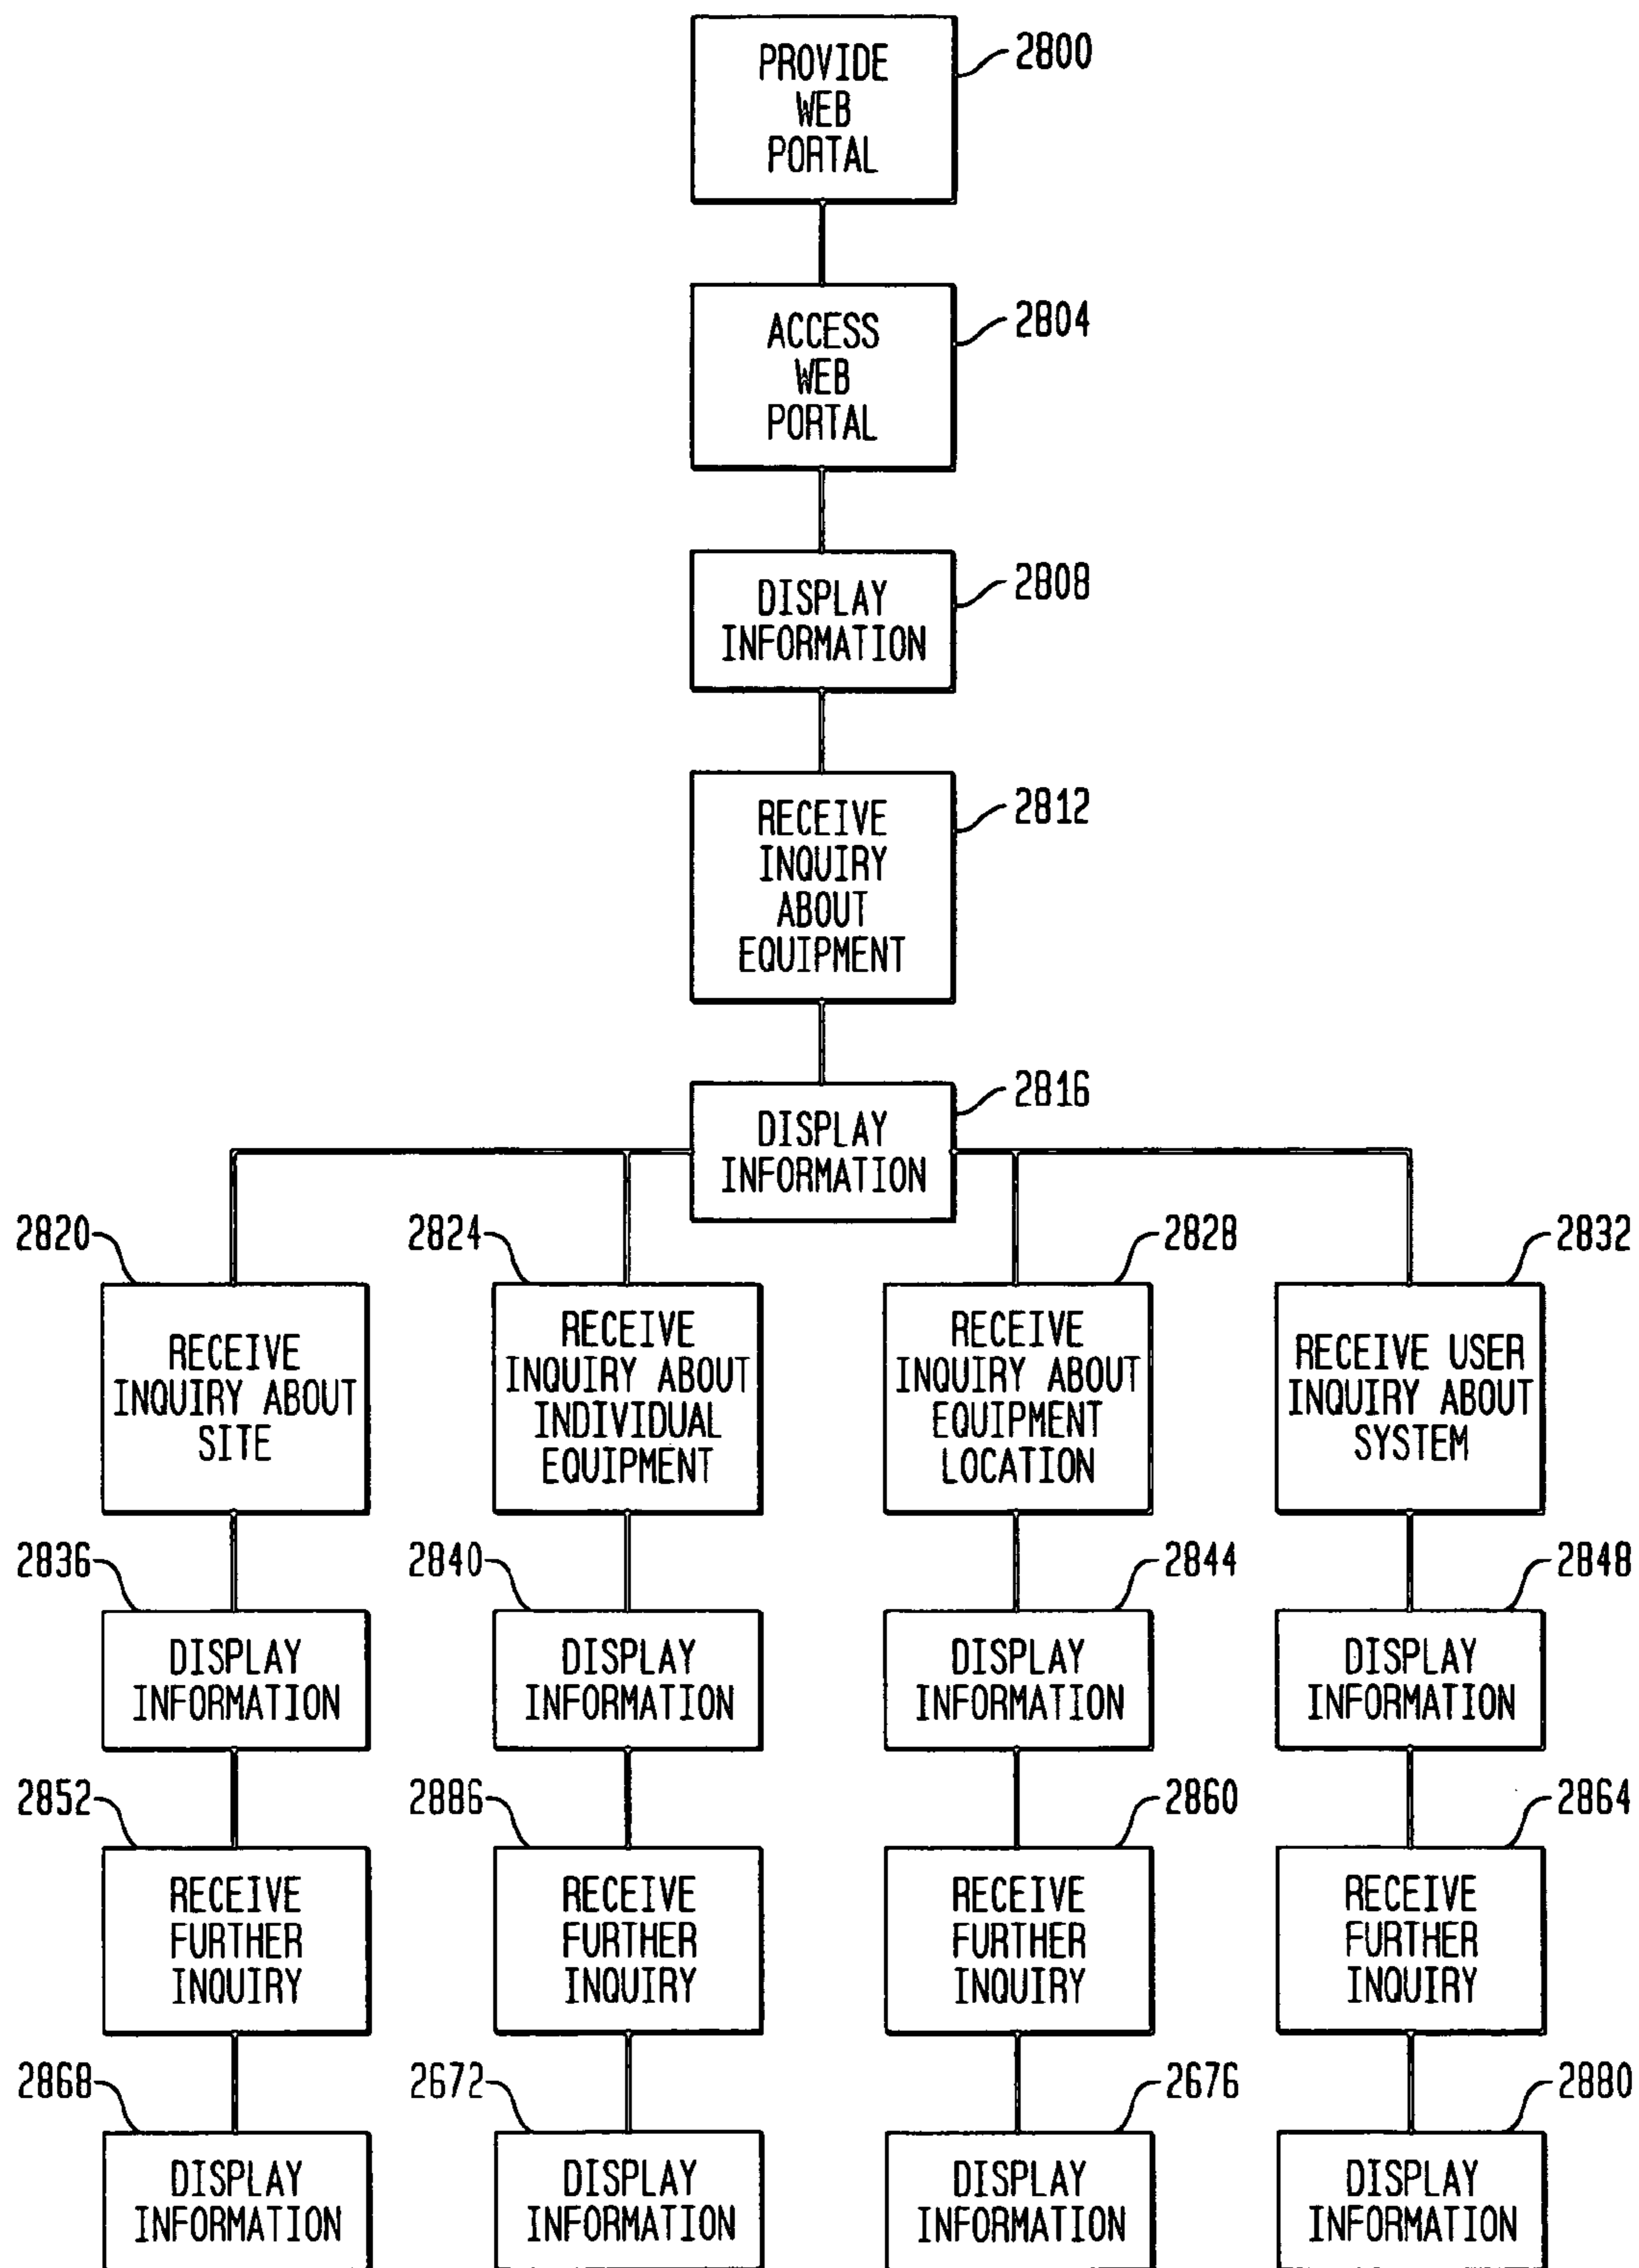 PROVIDE
WEB
PORTAL
2800
ACCESS
WEB
PORTAL
2804
DISPLAY
INFORMATION
2808
RECEIVE
INQUIRY
ABOUT
EQUIPMENT
2812
DISPLAY
INFORMATION
2816
2820
RECEIVE
INQUIRY ABOUT
SITE
2824
RECEIVE
INQUIRY ABOUT
INDIVIDUAL
EQUIPMENT
2828
RECEIVE
INQUIRY ABOUT
EQUIPMENT
LOCATION
2832
RECEIVE USER
INQUIRY ABOUT
SYSTEM
2836
DISPLAY
INFORMATION
2840
DISPLAY
INFORMATION
2844
DISPLAY
INFORMATION
2848
DISPLAY
INFORMATION
2852
RECEIVE
FURTHER
INQUIRY
2886
RECEIVE
FURTHER
INQUIRY
2860
RECEIVE
FURTHER
INQUIRY
2864
RECEIVE
FURTHER
INQUIRY
2868
DISPLAY
INFORMATION
2672
DISPLAY
INFORMATION
2676
DISPLAY
INFORMATION
2880
DISPLAY
INFORMATION